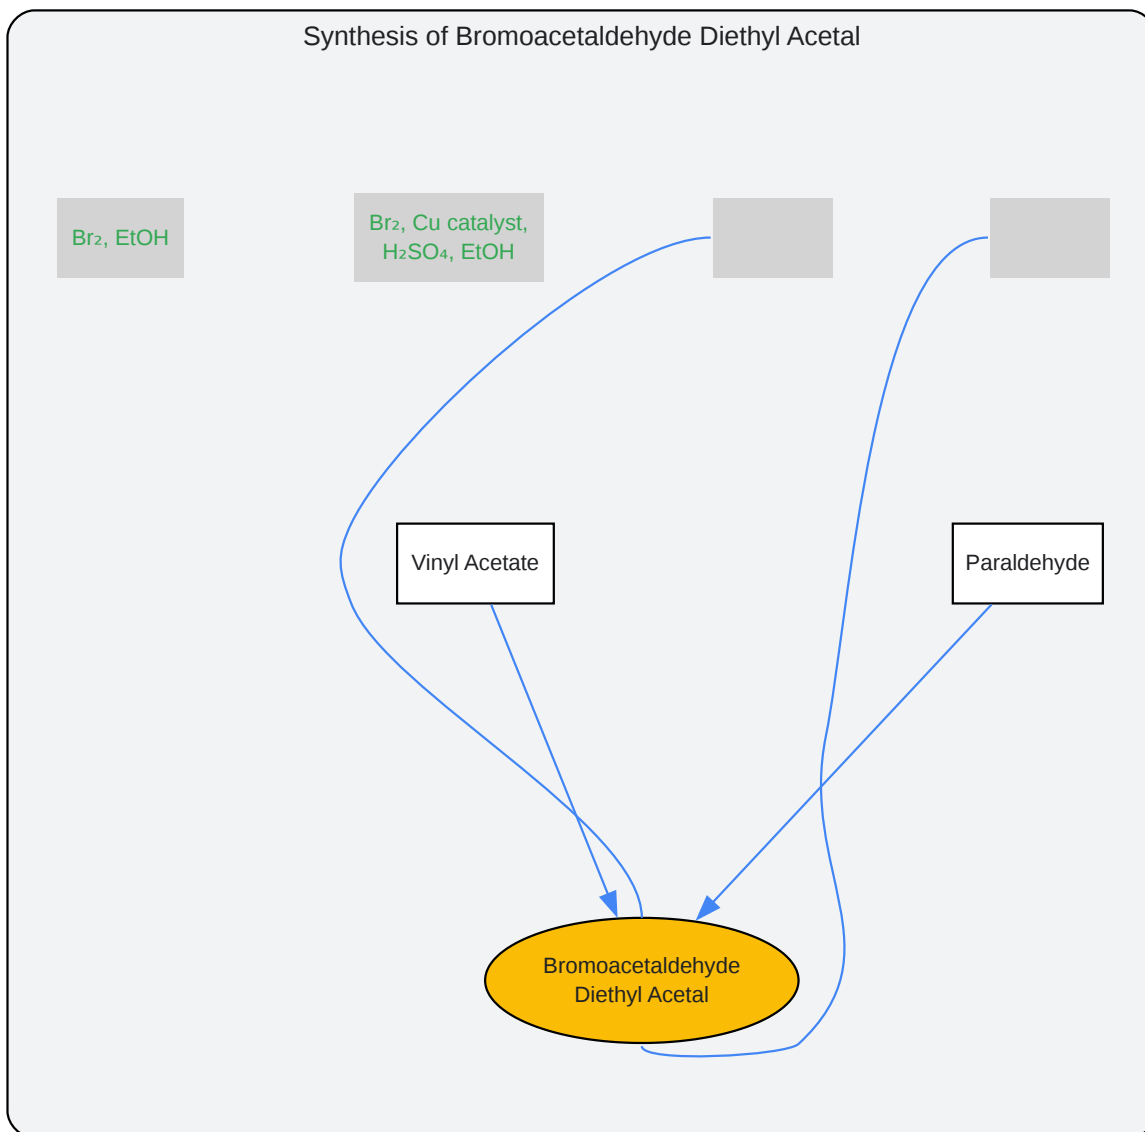 Synthesis of Bromoacetaldehyde Diethyl Acetal
Br₂, EtOH
Br₂, Cu catalyst,
H₂SO₄, EtOH
Vinyl Acetate
Paraldehyde
Bromoacetaldehyde
Diethyl Acetal